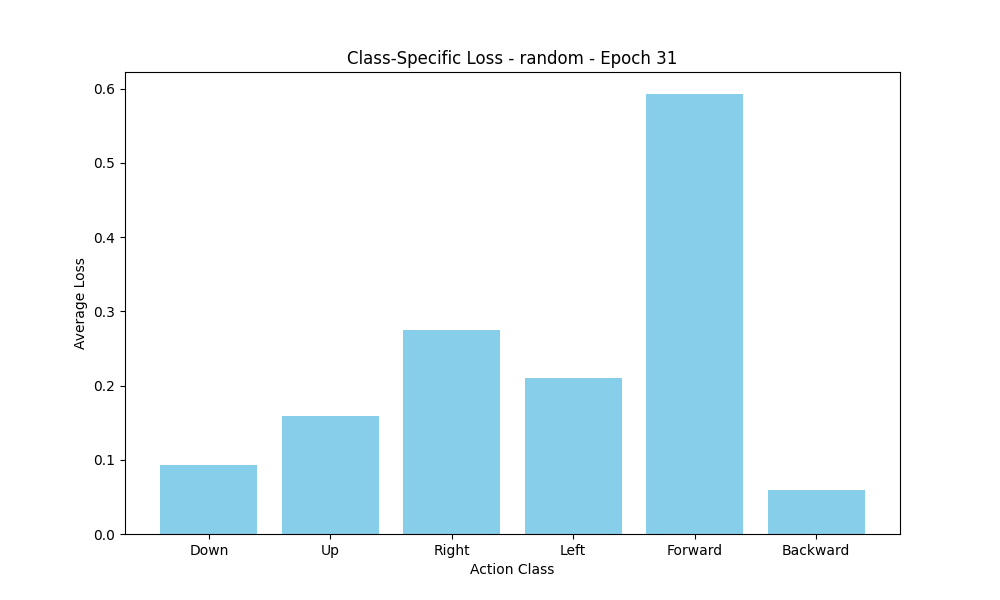 Class-Specific Loss - random - Epoch 31
Average Loss
0.6
0.5
0.4
0.3
0.2
0.1
0.0
Down Up Right Left Forward Backward
Action Class